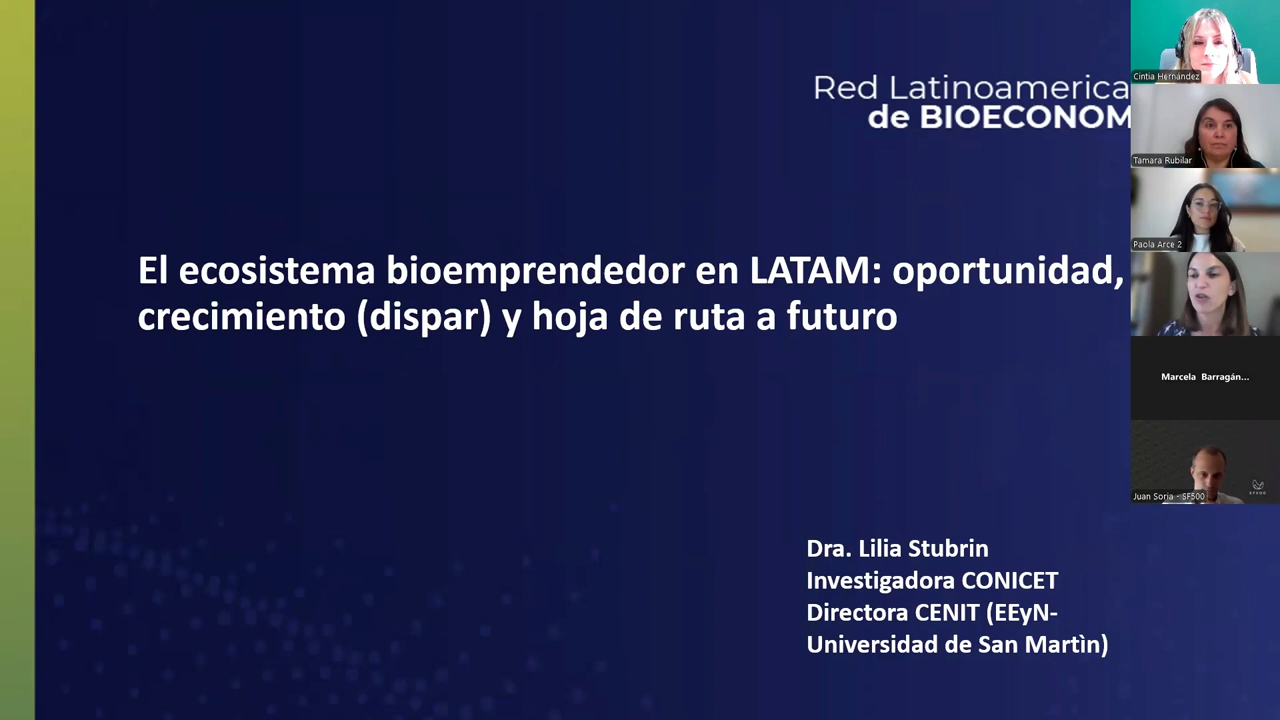 Red Latinoamerica
de BIOECONOM
El ecosistema bioemprendedor en LATAM: oportunidad,
crecimiento (dispar) y hoja de ruta a futuro
Dra. Lilia Stubrin
Investigadora CONICET
Directora CENIT (EEyN-
Universidad de San Martìn)
Cintia Hernández
Tamara Rubilar
Paola Arce 2
Marcela Barragán...
Juan Soria - SF500
SF500